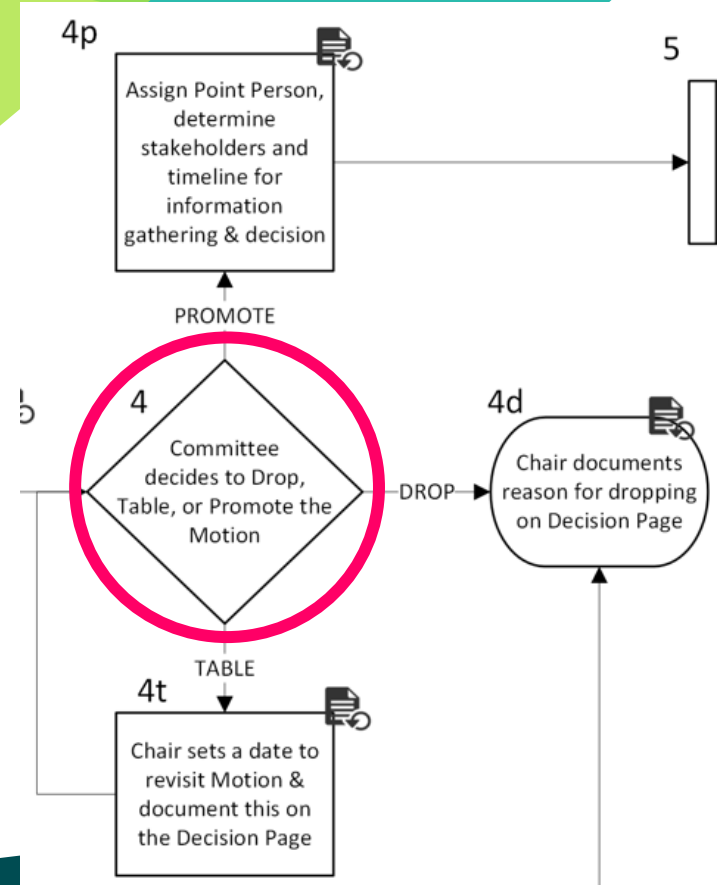 4p
5
Assign Point Person,
determine
stakeholders and
timeline for
information
gathering & decision
PROMOTE
4
Committee
decides to Drop,
Table, or Promote the
Motion
DROP
4d
Chair documents
reason for dropping
on Decision Page
TABLE
4t
Chair sets a date to
revisit Motion &
document this on
the Decision Page